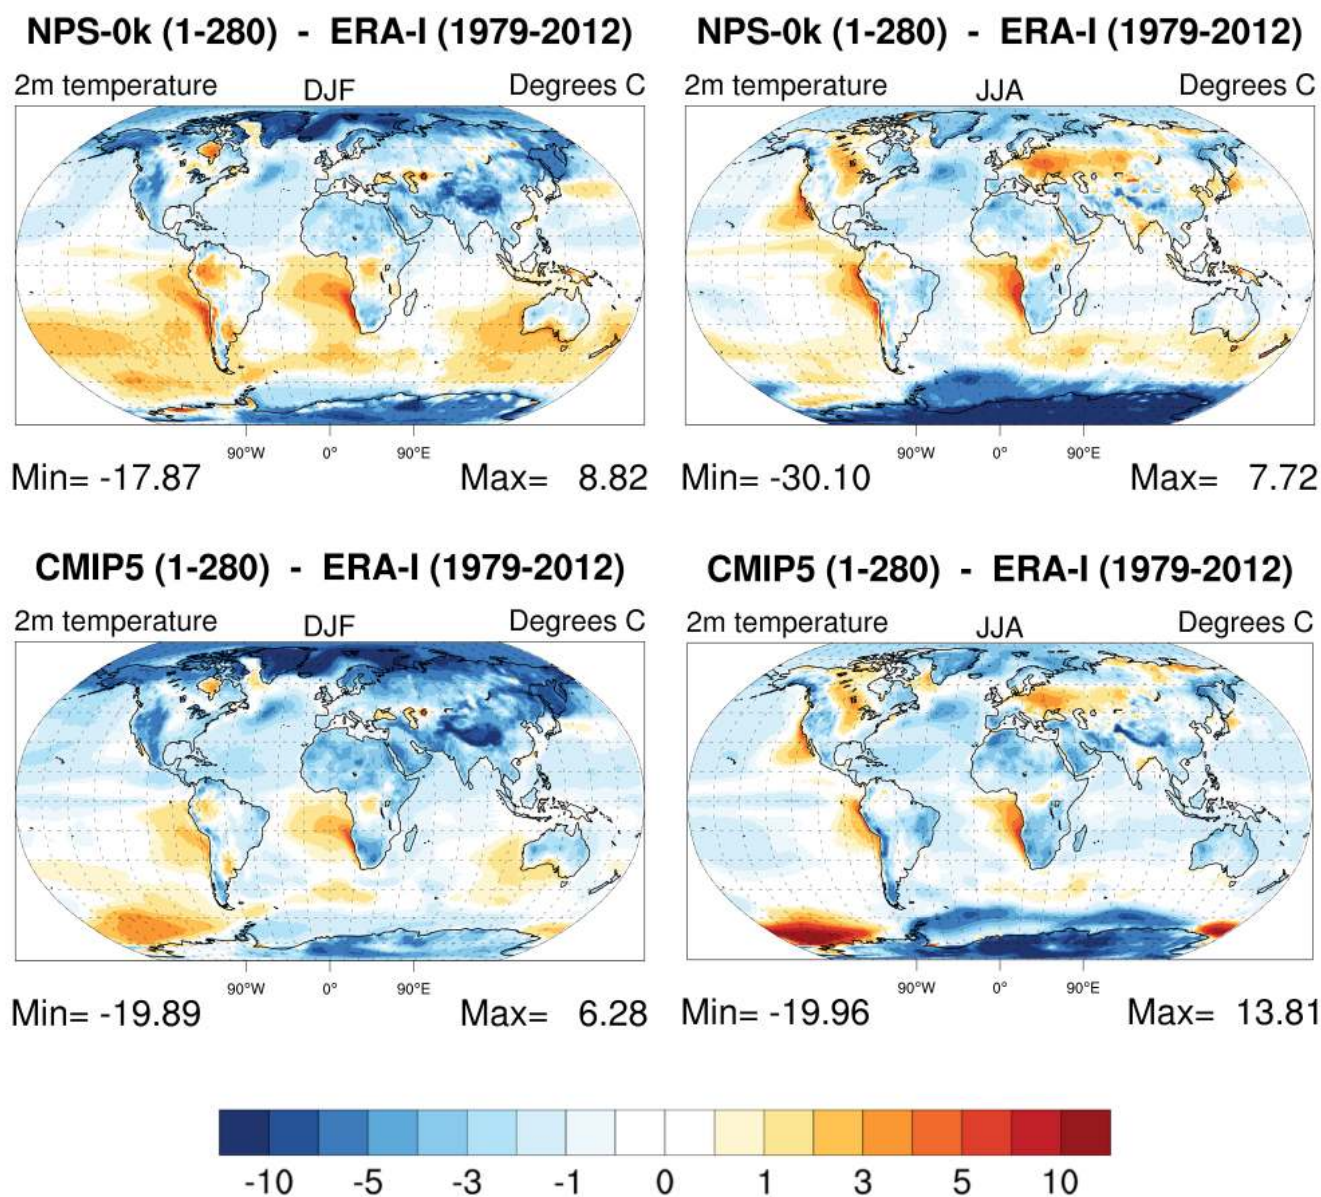 NPS-0k (1-280) - ERA-I (1979-2012)
2m temperature DJF Degrees C
90°W 0° 90°E
Min= -17.87 Max= 8.82
NPS-0k (1-280) - ERA-I (1979-2012)
2m temperature JJA Degrees C
90°W 0° 90°E
Min= -30.10 Max= 7.72
CMIP5 (1-280) - ERA-I (1979-2012)
2m temperature DJF Degrees C
90°W 0° 90°E
Min= -19.89 Max= 6.28
CMIP5 (1-280) - ERA-I (1979-2012)
2m temperature JJA Degrees C
90°W 0° 90°E
Min= -19.96 Max= 13.81
-10 -5 -3 -1 0 1 3 5 10